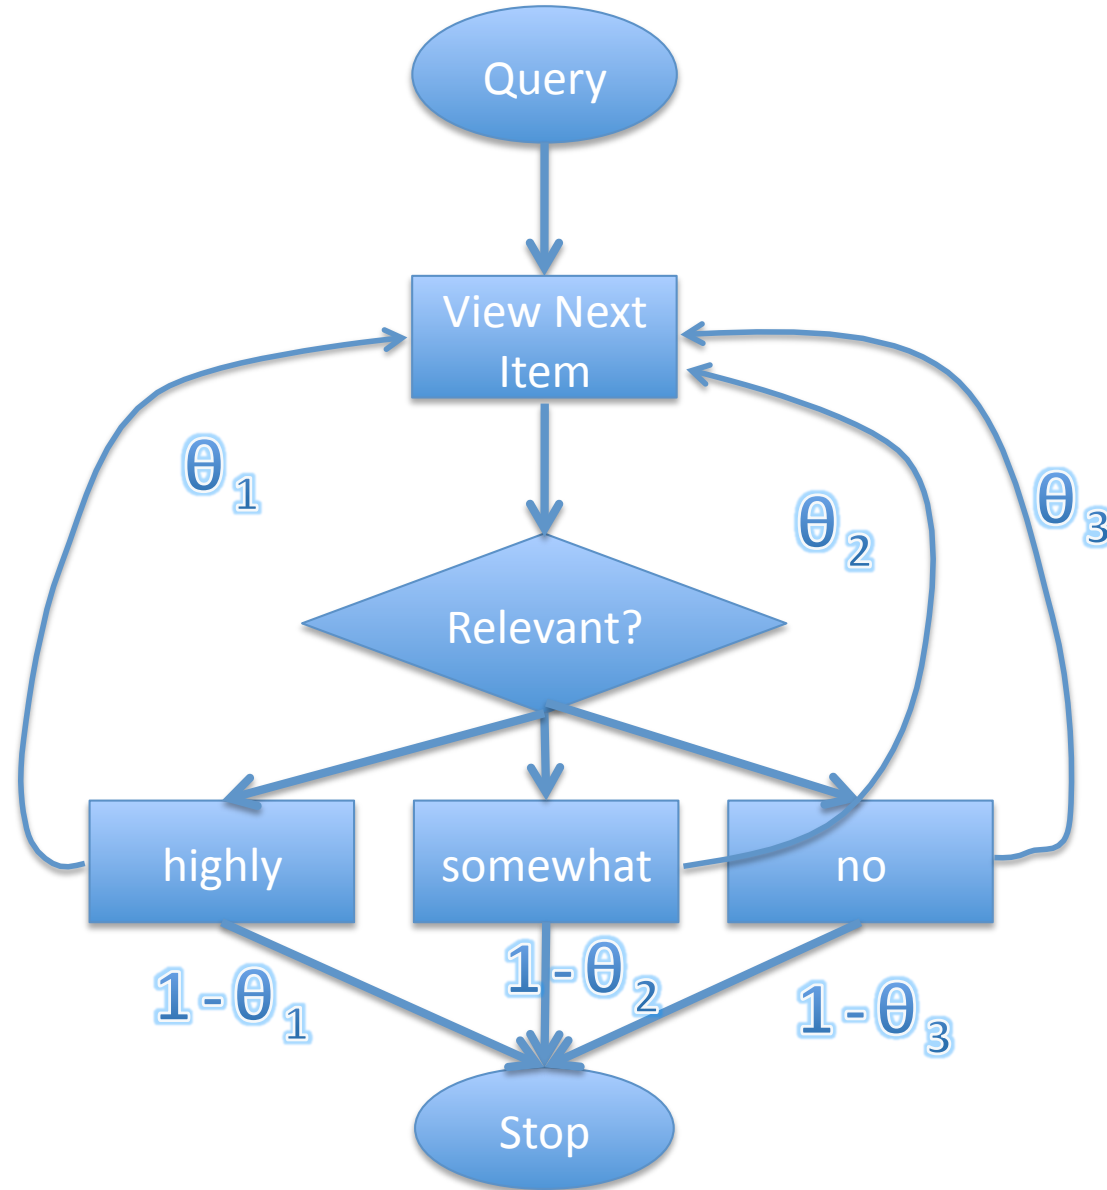 Query
View Next
Item
θ1
θ2
θ3
Relevant?
highly
somewhat
no
1-θ1
1-θ2
1-θ3
Stop